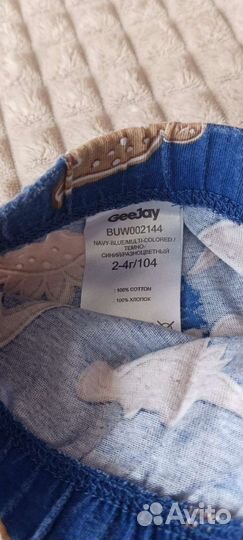 GeeJay
BUW002144
NAVY-BLUE/MULTI-COLORED /
ТЕМНО-
СИНИЙ/РАЗНОЦВЕТНЫЙ
2-4г/104
: 100% COTTON
: 100% ХЛОПОК
Avito